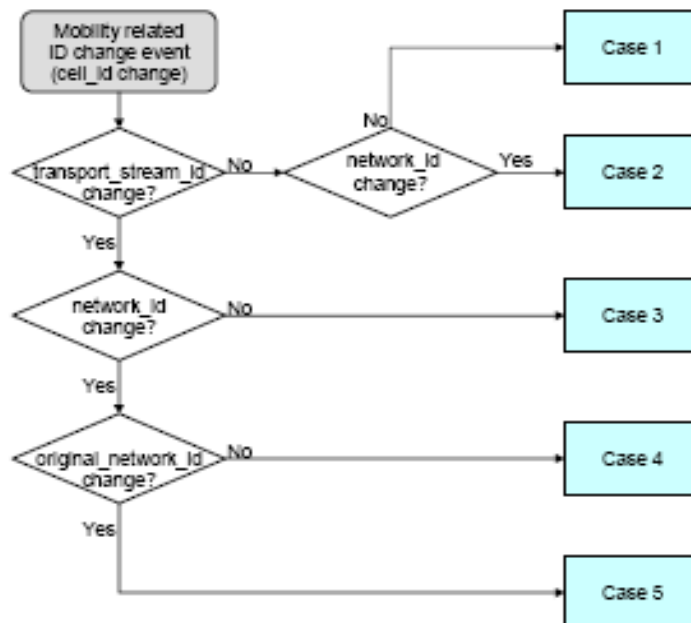 Mobility related
ID change event
(cell_id change)
Case 1
No
transport_stream_id
change?
No
network_id
change?
Yes
Case 2
Yes
network_id
change?
No
Case 3
Yes
original_network_id
change?
No
Case 4
Yes
Case 5